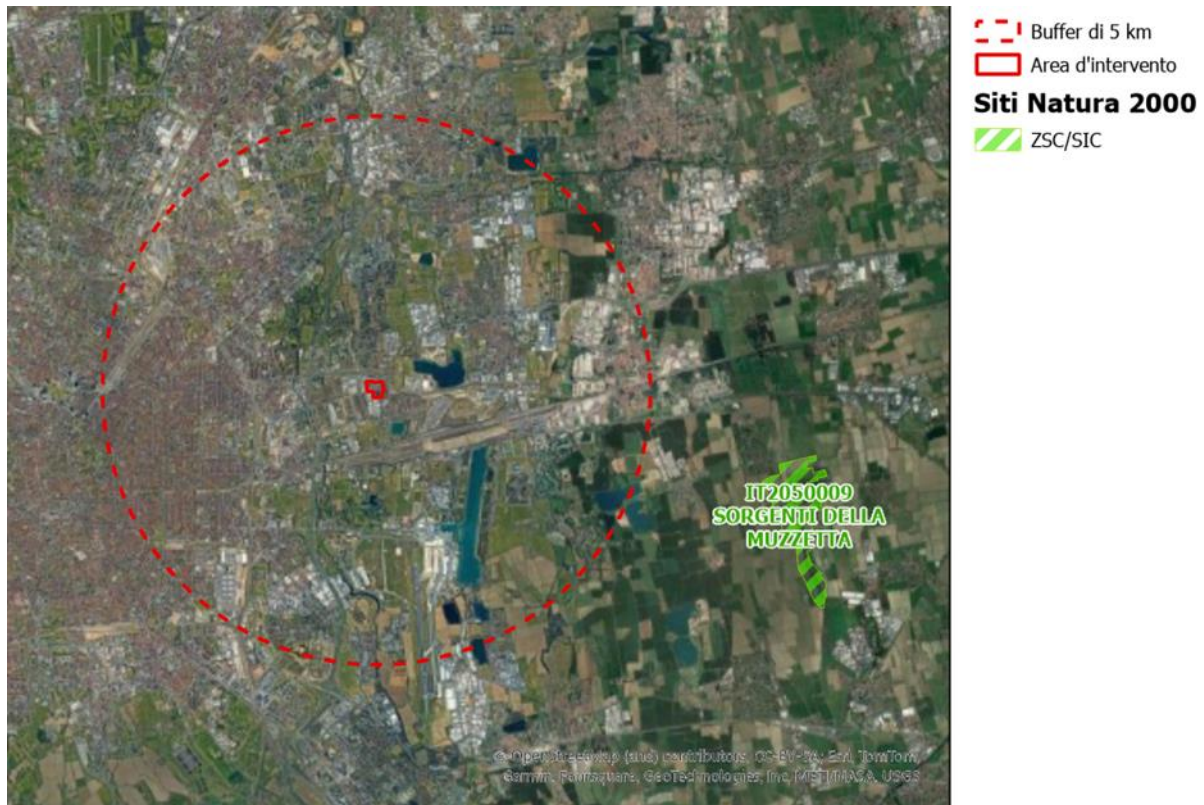 Buffer di 5 km
Area d'intervento
Siti Natura 2000
ZSC/SIC
IT2050009
SORGENTI DELLA
MUZZETTA
© OpenStreetMap (and) contributors, CC-BY-SA; Esri, TomTom,
Garmin, Foursquare, GeoTechnologies, Inc, METI/NASA, USGS